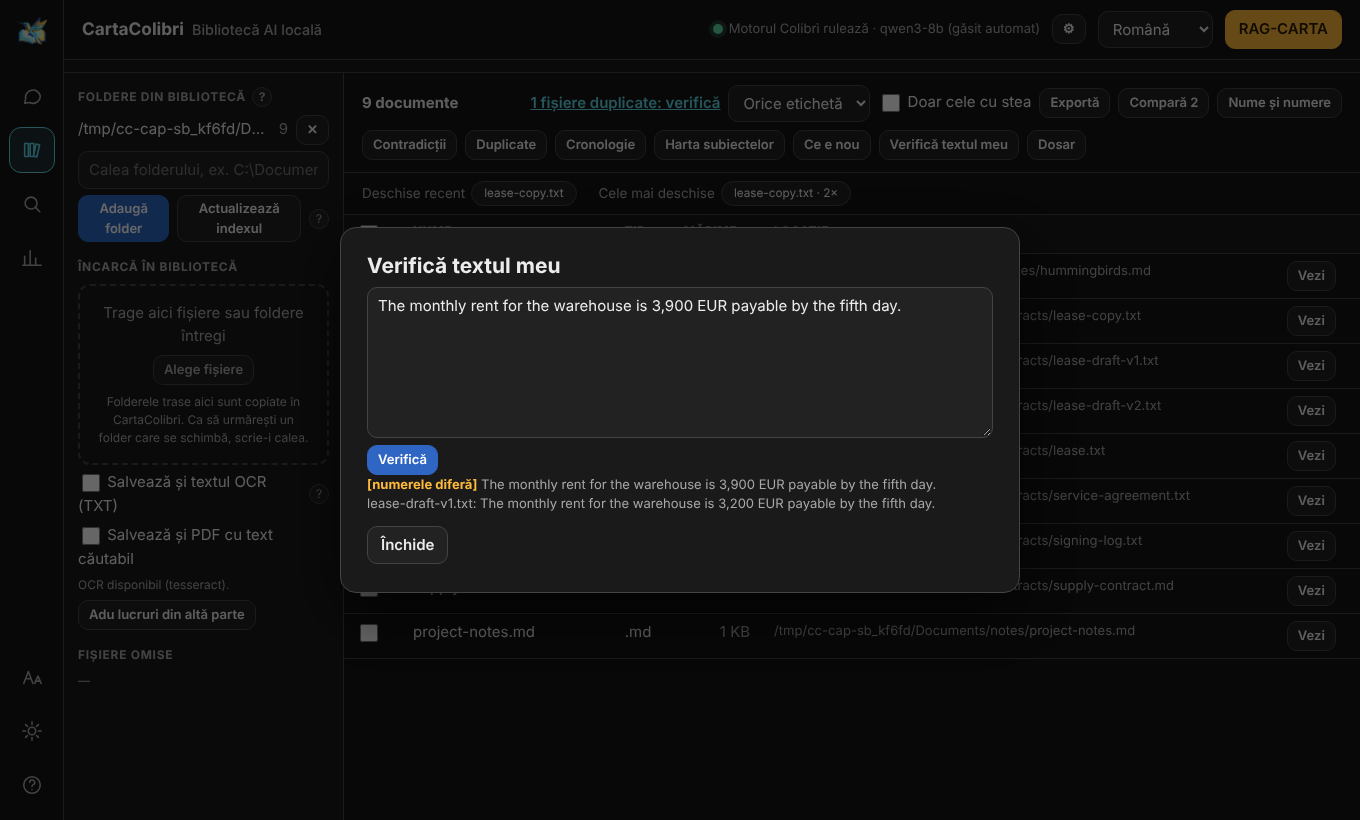 CartaColibri Bibliotecă AI locală
Motorul Colibri rulează · qwen3-8b (găsit automat)
Română
RAG-CARTA
FOLDERE DIN BIBLIOTECĂ ?
/tmp/cc-cap-sb_kf6fd/D... 9 ✕
Calea folderului, ex. C:\Documer
Adaugă
folder
Actualizează
indexul
?
ÎNCARCĂ ÎN BIBLIOTECĂ
Trage aici fișiere sau foldere
întregi
Alege fișiere
Folderele trase aici sunt copiate în
CartaColibri. Ca să urmărești un
folder care se schimbă, scrie-i calea.
Salvează și textul OCR
(TXT)
?
Salvează și PDF cu text
căutabil
OCR disponibil (tesseract).
Adu lucruri din altă parte
FIȘIERE OMISE
—
9 documente
1 fișiere duplicate: verifică
Orice etichetă
Doar cele cu stea
Exportă
Compară 2
Nume și numere
Contradicții
Duplicate
Cronologie
Harta subiectelor
Ce e nou
Verifică textul meu
Dosar
Deschise recent lease-copy.txt Cele mai deschise lease-copy.txt · 2×
es/hummingbirds.md Vezi
racts/lease-copy.txt Vezi
racts/lease-draft-v1.txt Vezi
racts/lease-draft-v2.txt Vezi
racts/lease.txt Vezi
racts/service-agreement.txt Vezi
racts/signing-log.txt Vezi
racts/supply-contract.md Vezi
project-notes.md .md 1 KB /tmp/cc-cap-sb_kf6fd/Documents/notes/project-notes.md Vezi
Verifică textul meu
The monthly rent for the warehouse is 3,900 EUR payable by the fifth day.
Verifică
[numerele diferă] The monthly rent for the warehouse is 3,900 EUR payable by the fifth day.
lease-draft-v1.txt: The monthly rent for the warehouse is 3,200 EUR payable by the fifth day.
Închide